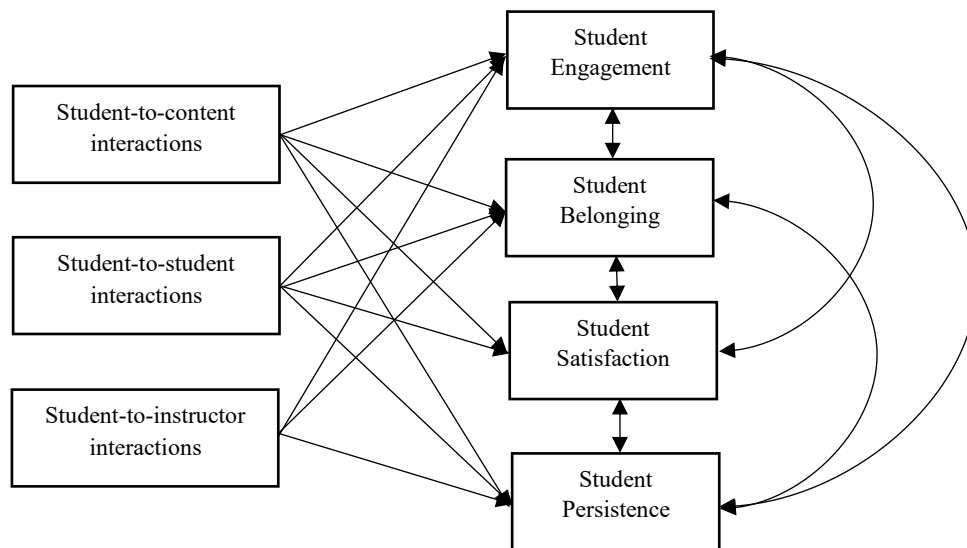 Student-to-content
interactions
Student-to-student
interactions
Student-to-instructor
interactions
Student
Engagement
Student
Belonging
Student
Satisfaction
Student
Persistence